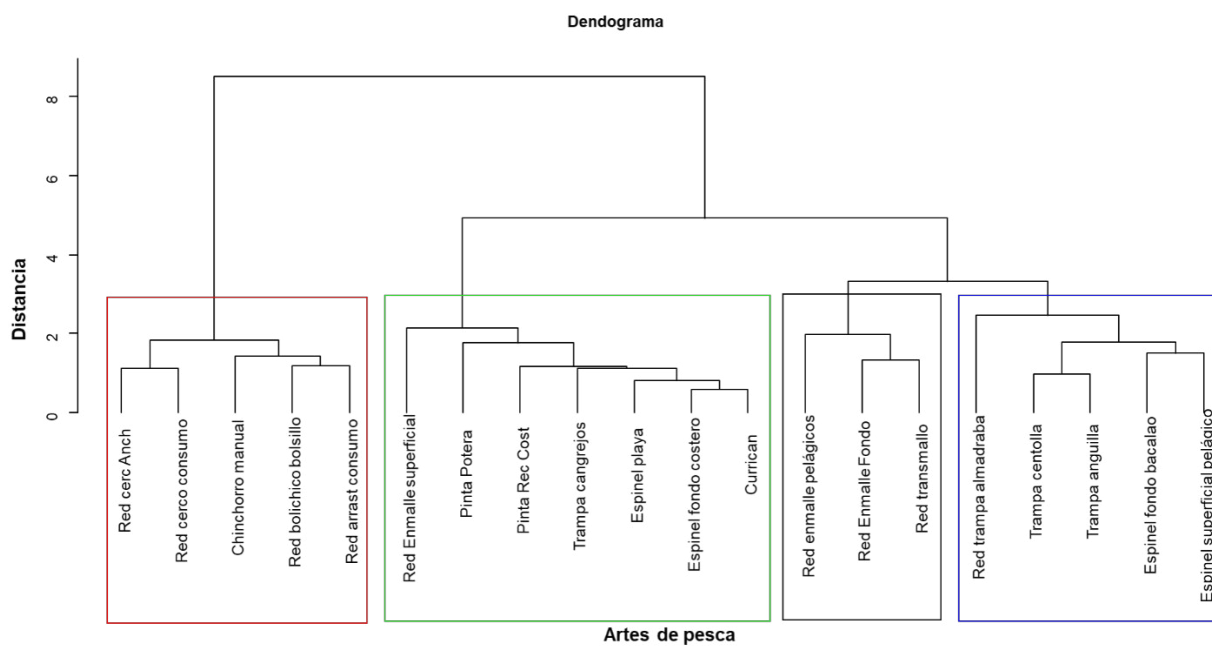 Dendograma
Distancia
8
6
4
2
0
Red cerc Anch
Red cerco consumo
Chinchorro manual
Red bolichico bolsillo
Red arrast consumo
Red Enmalle superficial
Pinta Potera
Pinta Rec Cost
Trampa cangrejos
Espinel playa
Espinel fondo costero
Currican
Red enmalle pelágicos
Red Enmalle Fondo
Red transmallo
Red trampa almadraba
Trampa centolla
Trampa anguilla
Espinel fondo bacalao
Espinel superficial pelágico
Artes de pesca